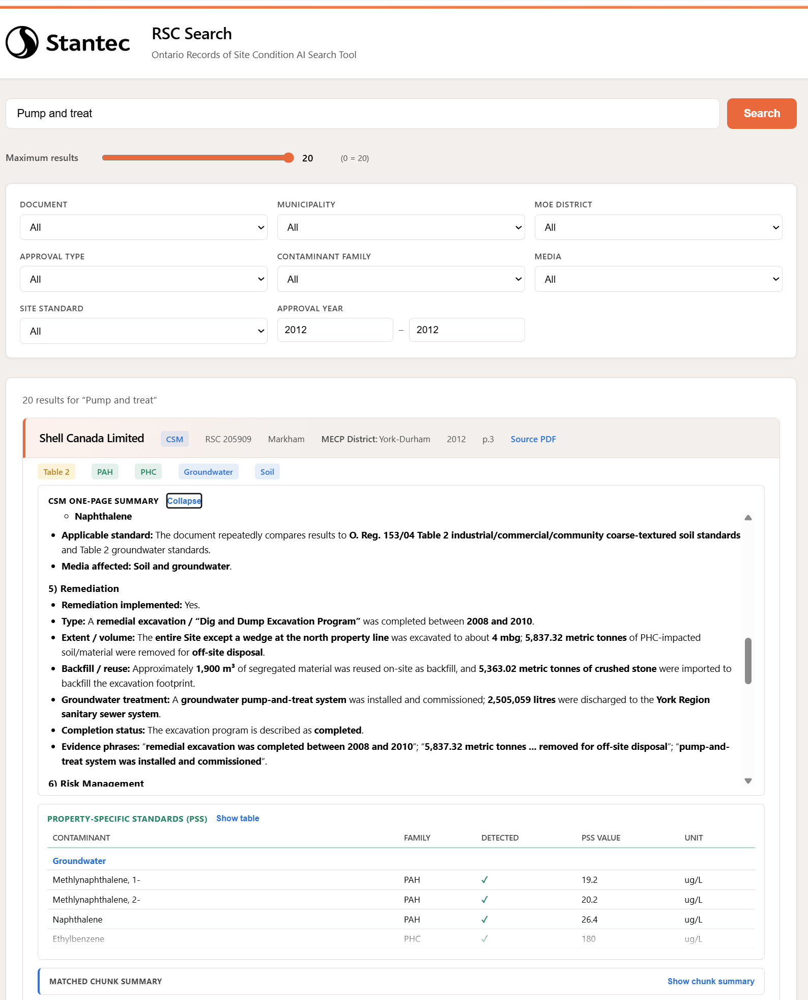 Stantec
RSC Search
Ontario Records of Site Condition AI Search Tool
Pump and treat
Search
Maximum results
20
(0 = 20)
DOCUMENT
MUNICIPALITY
MOE DISTRICT
All
All
All
APPROVAL TYPE
CONTAMINANT FAMILY
MEDIA
All
All
All
SITE STANDARD
APPROVAL YEAR
All
2012 – 2012
20 results for “Pump and treat”
Shell Canada Limited CSM RSC 205909 Markham MECP District: York-Durham 2012 p.3 Source PDF
Table 2 PAH PHC Groundwater Soil
CSM ONE-PAGE SUMMARY Collapse
Naphthalene
Applicable standard: The document repeatedly compares results to O. Reg. 153/04 Table 2 industrial/commercial/community coarse-textured soil standards
and Table 2 groundwater standards.
Media affected: Soil and groundwater.
5) Remediation
Remediation implemented: Yes.
Type: A remedial excavation / “Dig and Dump Excavation Program” was completed between 2008 and 2010.
Extent / volume: The entire Site except a wedge at the north property line was excavated to about 4 mbg; 5,837.32 metric tonnes of PHC-impacted
soil/material were removed for off-site disposal.
Backfill / reuse: Approximately 1,900 m³ of segregated material was reused on-site as backfill, and 5,363.02 metric tonnes of crushed stone were imported to
backfill the excavation footprint.
Groundwater treatment: A groundwater pump-and-treat system was installed and commissioned; 2,505,059 litres were discharged to the York Region
sanitary sewer system.
Completion status: The excavation program is described as completed.
Evidence phrases: “remedial excavation was completed between 2008 and 2010”; “5,837.32 metric tonnes ... removed for off-site disposal”; “pump-and-
treat system was installed and commissioned”.
6) Risk Management
PROPERTY-SPECIFIC STANDARDS (PSS) Show table
CONTAMINANT FAMILY DETECTED PSS VALUE UNIT
Groundwater
Methlynaphthalene, 1- PAH ✓ 19.2 ug/L
Methlynaphthalene, 2- PAH ✓ 20.2 ug/L
Naphthalene PAH ✓ 26.4 ug/L
Ethylbenzene PHC ✓ 180 ug/L
MATCHED CHUNK SUMMARY Show chunk summary